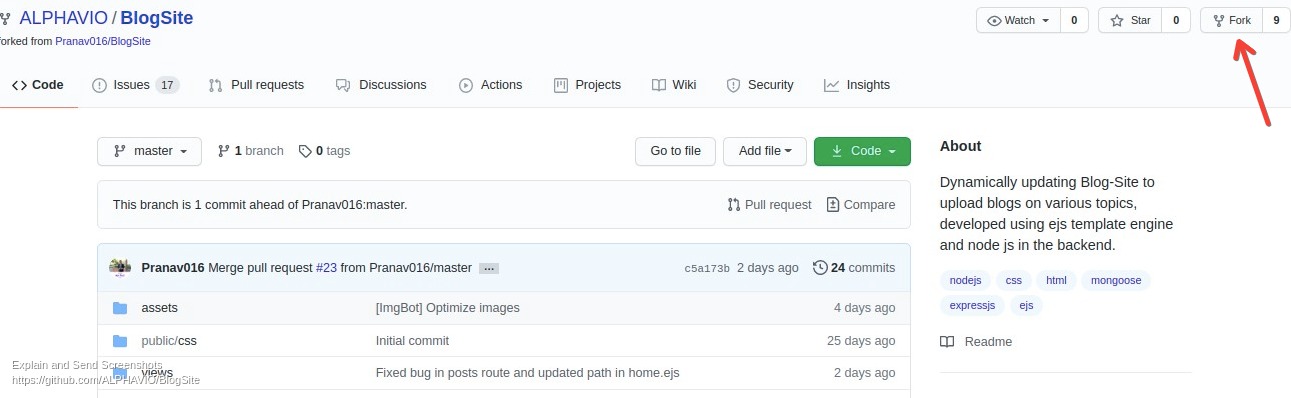 ALPHAVIO / BlogSite
forked from Pranav016/BlogSite
Watch 0 Star 0 Fork 9
Code Issues 17 Pull requests Discussions Actions Projects Wiki Security Insights
master 1 branch 0 tags Go to file Add file Code
This branch is 1 commit ahead of Pranav016:master. Pull request Compare
Pranav016 Merge pull request #23 from Pranav016/master ... c5a173b 2 days ago 24 commits
assets [ImgBot] Optimize images 4 days ago
public/css Initial commit 25 days ago
views Fixed bug in posts route and updated path in home.ejs 2 days ago
About
Dynamically updating Blog-Site to
upload blogs on various topics,
developed using ejs template engine
and node js in the backend.
nodejs css html mongoose
expressjs ejs
Readme
Explain and Send Screenshots
https://github.com/ALPHAVIO/BlogSite